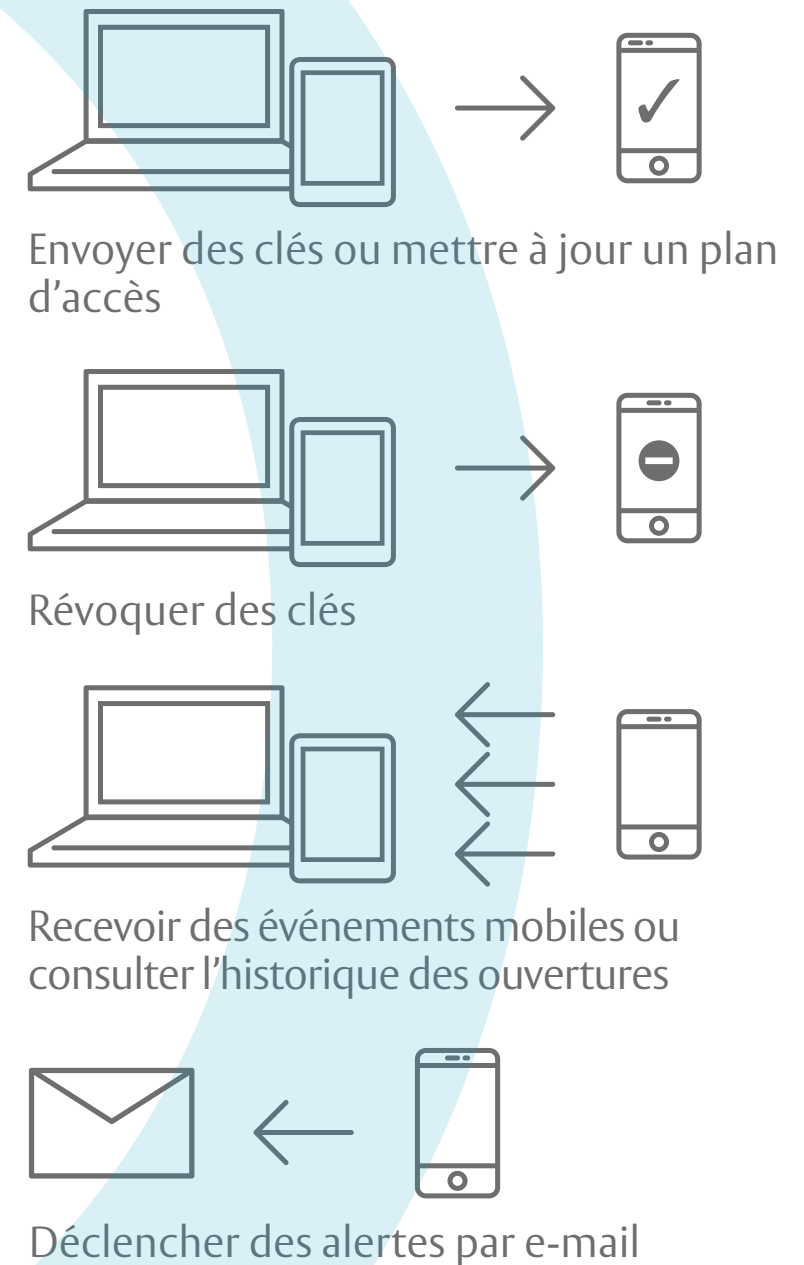 Envoyer des clés ou mettre à jour un plan
d’accès
Révoquer des clés
Recevoir des événements mobiles ou
consulter l’historique des ouvertures
Déclencher des alertes par e-mail